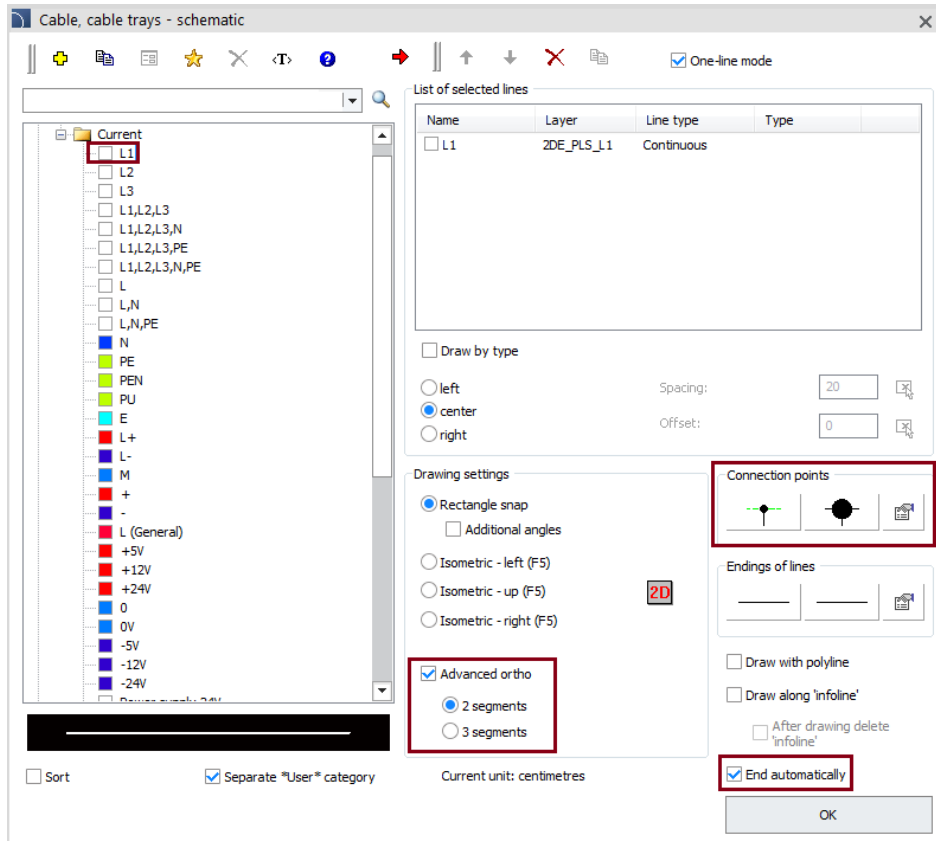 Cable, cable trays - schematic
<T>
One-line mode
Current
L1
L2
L3
L1,L2,L3
L1,L2,L3,N
L1,L2,L3,PE
L1,L2,L3,N,PE
L
L,N
L,N,PE
N
PE
PEN
PU
E
L+
L-
M
+
-
L (General)
+5V
+12V
+24V
0
0V
-5V
-12V
-24V
Power supply 24V
Sort
Separate *User* category
List of selected lines
Name Layer Line type Type
L1 2DE_PLS_L1 Continuous
Draw by type
left
center
right
Spacing: 20
Offset: 0
Drawing settings
Rectangle snap
Additional angles
Isometric - left (F5)
Isometric - up (F5)
Isometric - right (F5)
2D
Advanced ortho
2 segments
3 segments
Current unit: centimetres
Connection points
Endings of lines
Draw with polyline
Draw along 'infoline'
After drawing delete
'infoline'
End automatically
OK